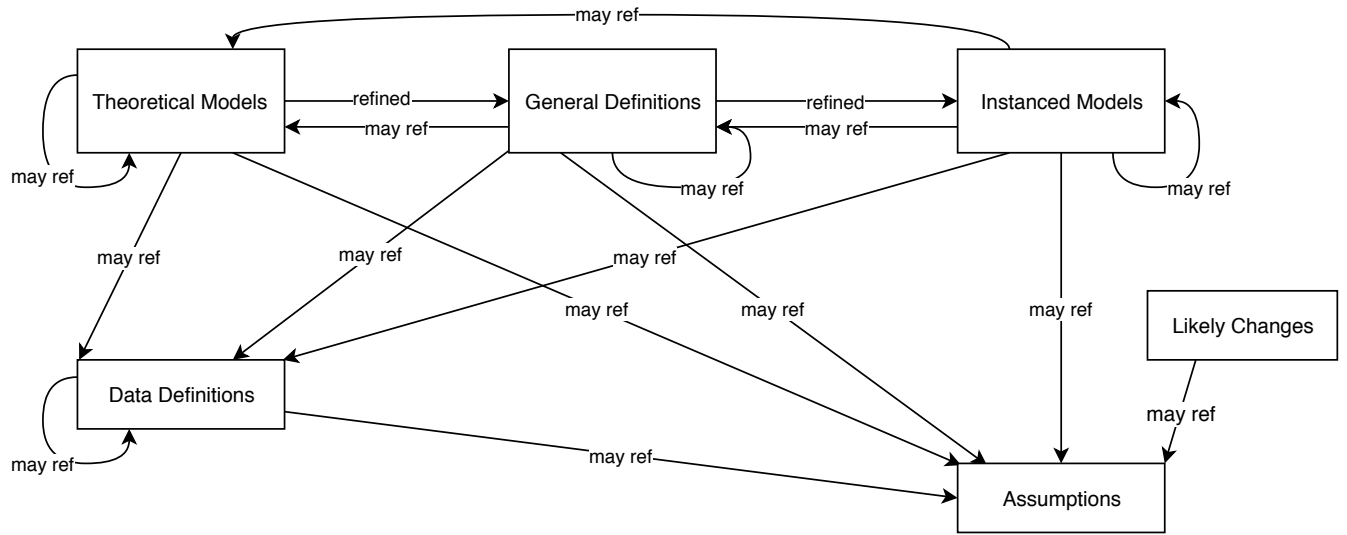 may ref
Theoretical Models
refined
General Definitions
refined
Instanced Models
may ref
may ref
may ref
may ref
may ref
may ref
may ref
may ref
may ref
may ref
may ref
may ref
Likely Changes
Data Definitions
may ref
may ref
may ref
Assumptions